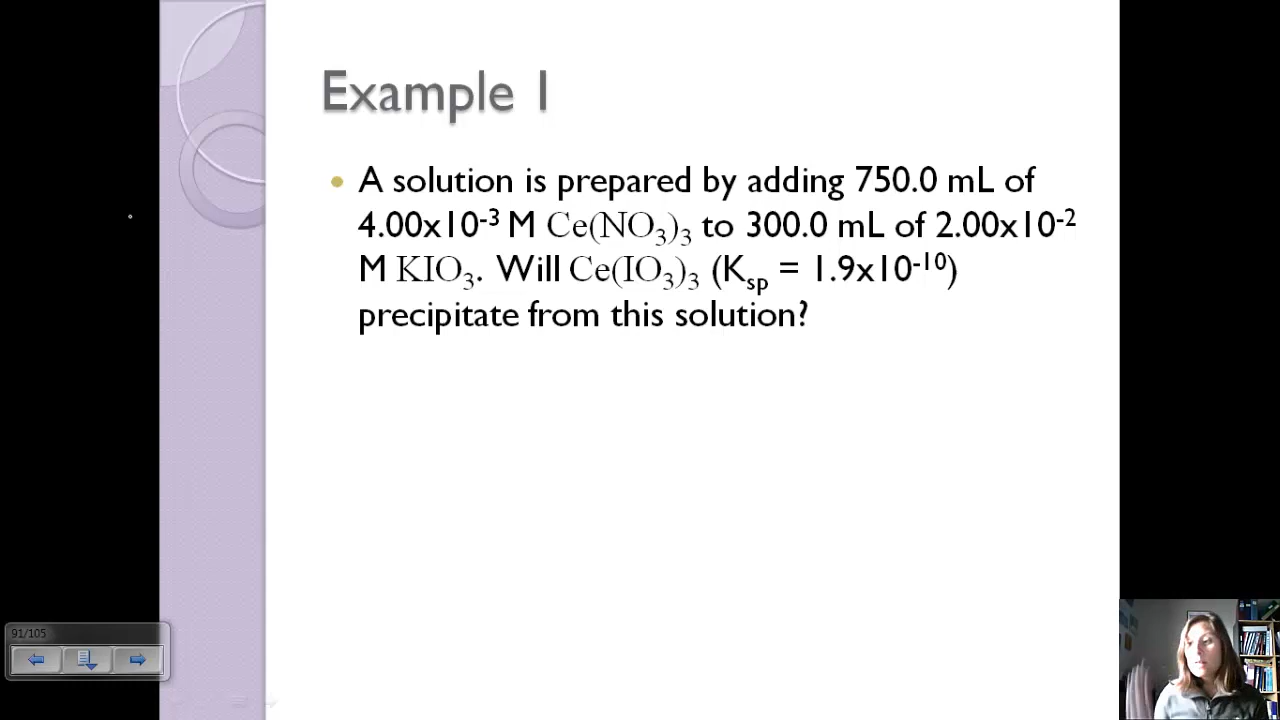 Example 1
• A solution is prepared by adding 750.0 mL of
4.00x10⁻³ M Ce(NO₃)₃ to 300.0 mL of 2.00x10⁻²
M KIO₃. Will Ce(IO₃)₃ (Kₛₚ = 1.9x10⁻¹⁰)
precipitate from this solution?
91/105